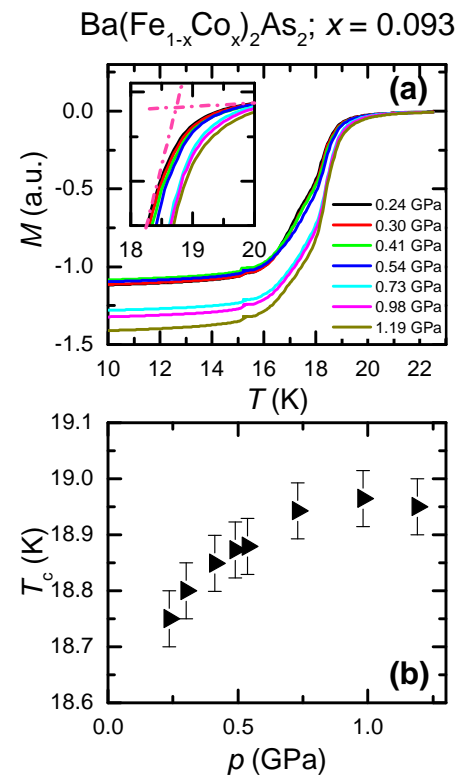 Ba(Fe1-xCox)2As2; x = 0.093
(a)
0.0
-0.5
-1.0
-1.5
M (a.u.)
18 19 20
0.24 GPa
0.30 GPa
0.41 GPa
0.54 GPa
0.73 GPa
0.98 GPa
1.19 GPa
10 12 14 16 18 20 22
T (K)
19.1
19.0
18.9
18.8
18.7
18.6
Tc (K)
(b)
0.0 0.5 1.0
p (GPa)